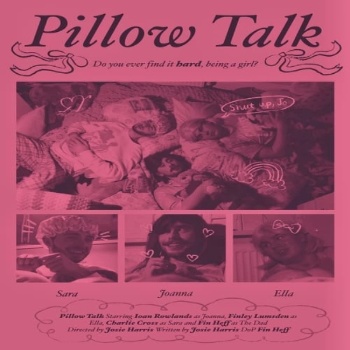 Pillow Talk
Do you ever find it hard, being a girl?
Shut up, Jo
Sara
Joanna
Ella
Pillow Talk Starring Ioan Rowlands as Joanna, Finley Lumsden as
Ella, Charlie Cross as Sara and Fin Heff as The Dad
Directed by Josie Harris Written by Josie Harris DoP Fin Heff